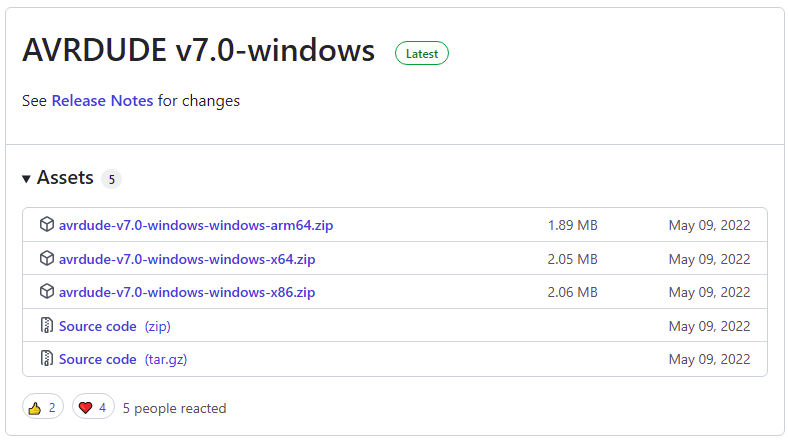 AVRDUDE v7.0-windows Latest
See Release Notes for changes
Assets 5
avrdude-v7.0-windows-windows-arm64.zip 1.89 MB May 09, 2022
avrdude-v7.0-windows-windows-x64.zip 2.05 MB May 09, 2022
avrdude-v7.0-windows-windows-x86.zip 2.06 MB May 09, 2022
Source code (zip) May 09, 2022
Source code (tar.gz) May 09, 2022
2 4 5 people reacted